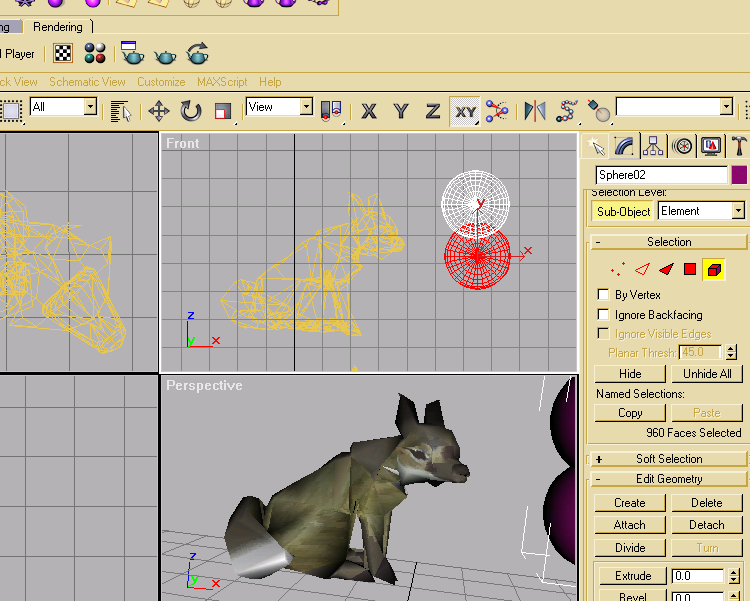 ng Rendering
Player
ck View Schematic View Customize MAXScript Help
All View X Y Z XY
Front
Sphere02
Selection Level:
Sub-Object Element
- Selection
By Vertex
Ignore Backfacing
Ignore Visible Edges
Planar Thresh: 45.0
Hide Unhide All
Named Selections:
Copy Paste
960 Faces Selected
+ Soft Selection
- Edit Geometry
Create Delete
Attach Detach
Divide Turn
Extrude 0.0
Bevel 0.0
y
x
z
y x
Perspective
z
y x